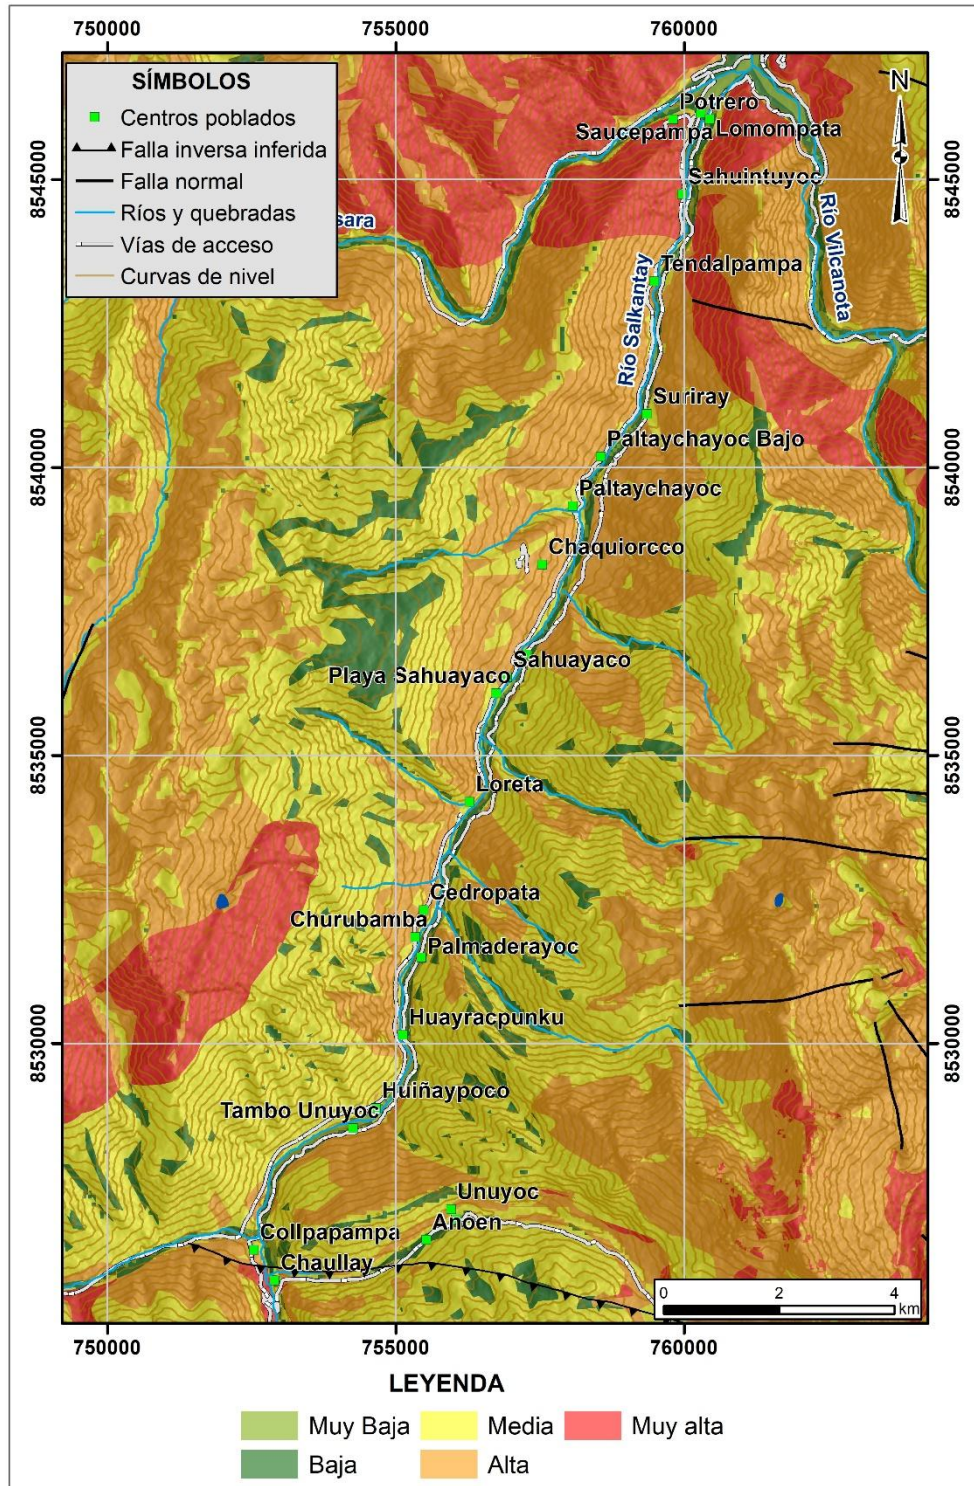 750000
755000
760000
SÍMBOLOS
Centros poblados
Falla inversa inferida
Falla normal
Ríos y quebradas
Vías de acceso
Curvas de nivel
N
Potrero
Saucepampa
Lomompata
8545000
8545000
Sahuintuyoc
sara
Río Vilcanota
Tendalpampa
Río Salkantay
Suriray
Paltaychayoc Bajo
8540000
8540000
Paltaychayoc
Chaquiorcco
Sahuayaco
Playa Sahuayaco
8535000
8535000
Loreta
Cedropata
Churubamba
Palmaderayoc
Huayracpunku
8530000
8530000
Huiñaypoco
Tambo Unuyoc
Unuyoc
Anoen
Collpapampa
Chaullay
0 2 4
km
750000
755000
760000
LEYENDA
Muy Baja
Media
Muy alta
Baja
Alta